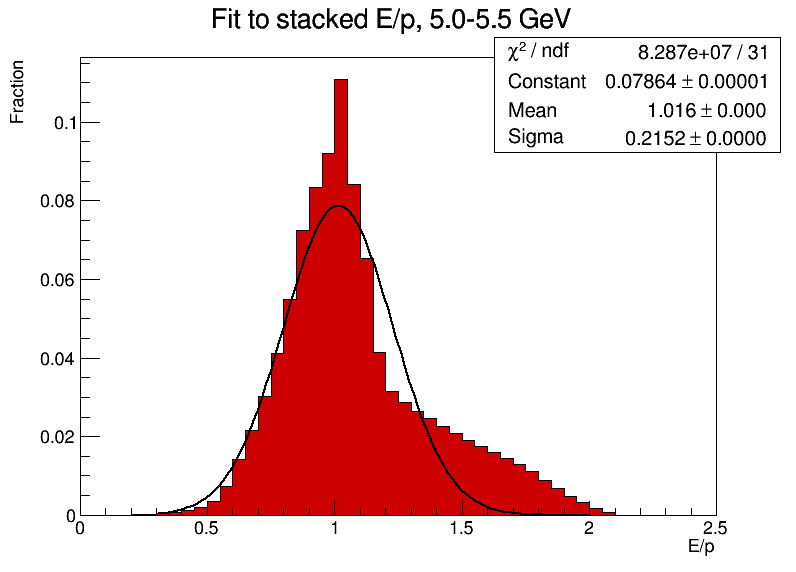 Fit to stacked E/p, 5.0-5.5 GeV
χ² / ndf 8.287e+07 / 31
Constant 0.07864 ± 0.00001
Mean 1.016 ± 0.000
Sigma 0.2152 ± 0.0000
Fraction
0.1
0.08
0.06
0.04
0.02
0
0 0.5 1 1.5 2 2.5
E/p